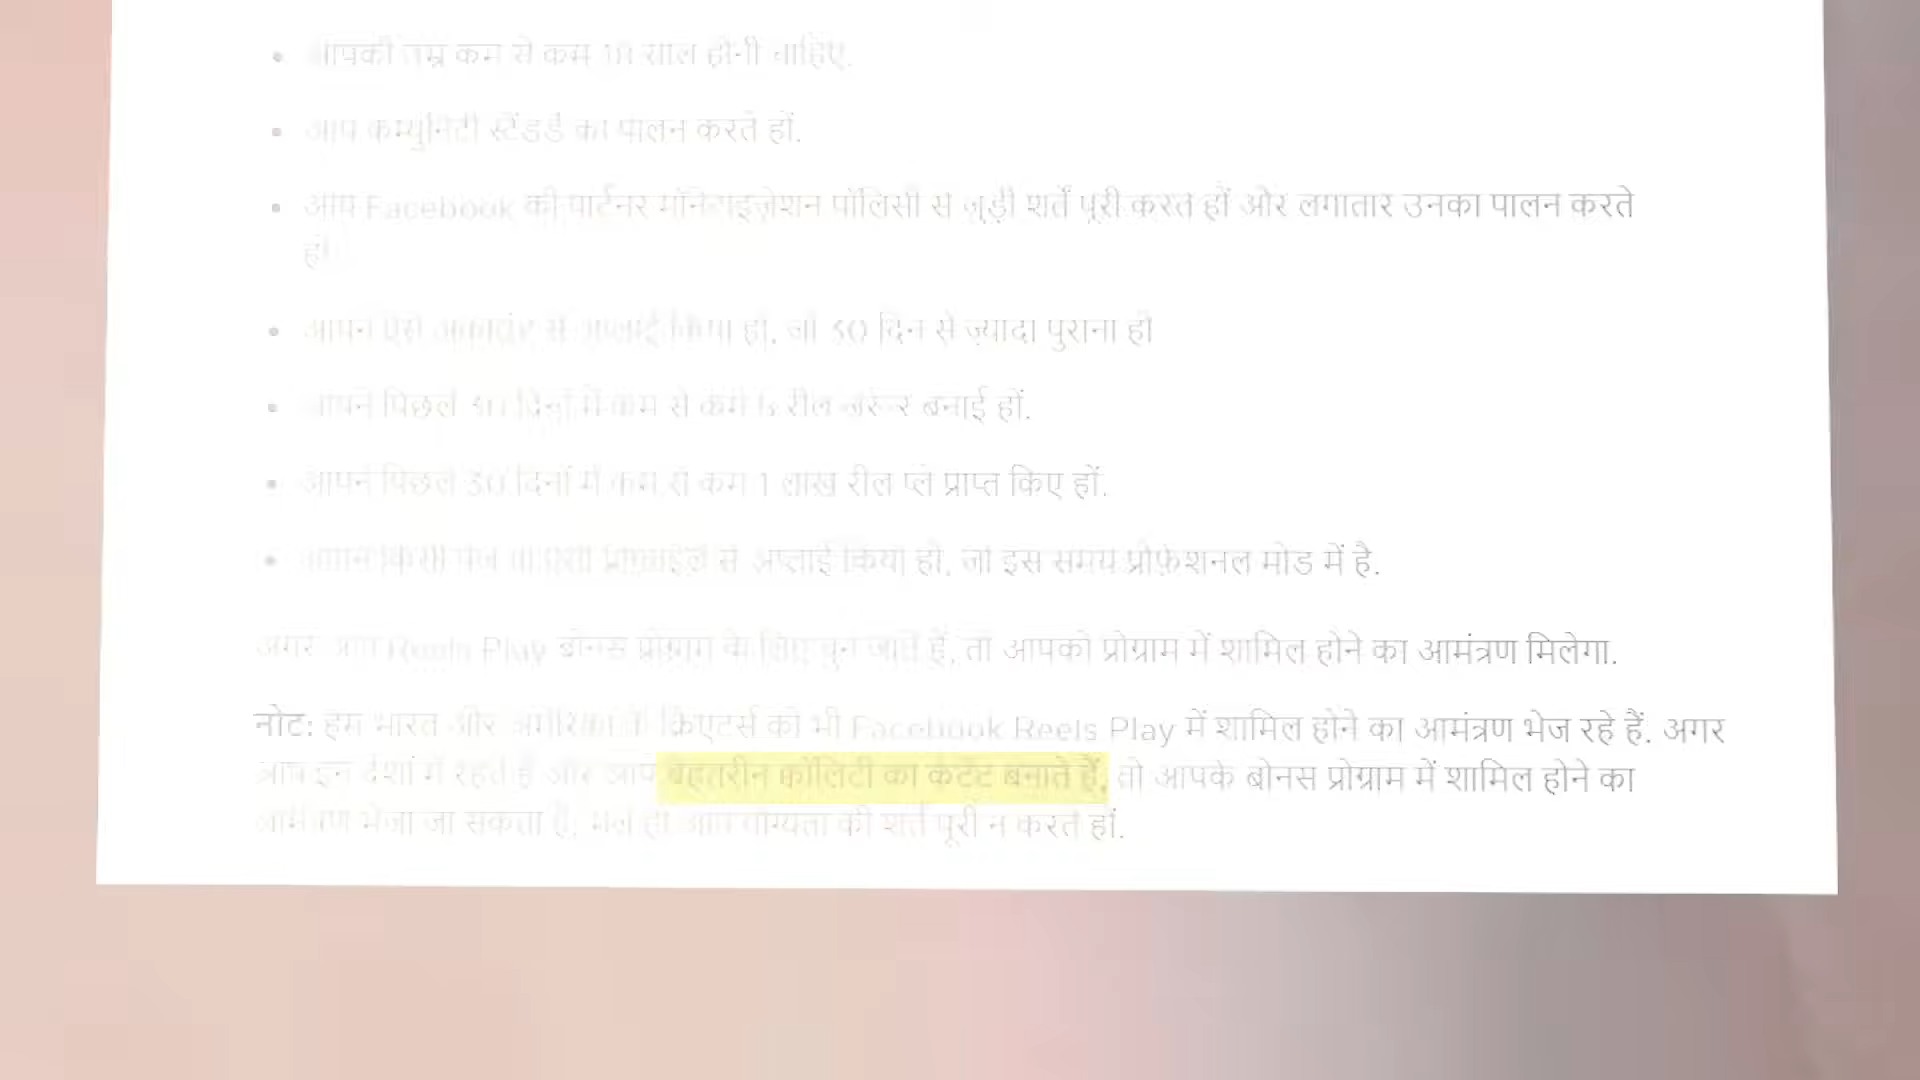 आपकी उम्र कम से कम 18 साल होनी चाहिए.
आप कम्युनिटी स्टैंडर्ड का पालन करते हों.
आप Facebook की पार्टनर मॉनिटाइज़ेशन पॉलिसी से जुड़ी शर्तें पूरी करते हों और लगातार उनका पालन करते
हों.
आपने ऐसे अकाउंट से अप्लाई किया हो, जो 30 दिन से ज़्यादा पुराना हो
आपने पिछले 30 दिनों में कम से कम 5 रील ज़रूर बनाई हों.
आपने पिछले 30 दिनों में कम से कम 1 लाख रील प्ले प्राप्त किए हों.
आपने किसी पेज या ऐसी प्रोफ़ाइल से अप्लाई किया हो, जो इस समय प्रोफ़ेशनल मोड में है.
अगर आप Reels Play बोनस प्रोग्राम के लिए चुने जाते हैं, तो आपको प्रोग्राम में शामिल होने का आमंत्रण मिलेगा.
नोट: हम भारत और अमेरिका के क्रिएटर्स को भी Facebook Reels Play में शामिल होने का आमंत्रण भेज रहे हैं. अगर
आप इन देशों में रहते हैं और आप बेहतरीन क्वॉलिटी का कंटेंट बनाते हैं, तो आपके बोनस प्रोग्राम में शामिल होने का
आमंत्रण भेजा जा सकता है, भले ही आप योग्यता की शर्तें पूरी न करते हों.